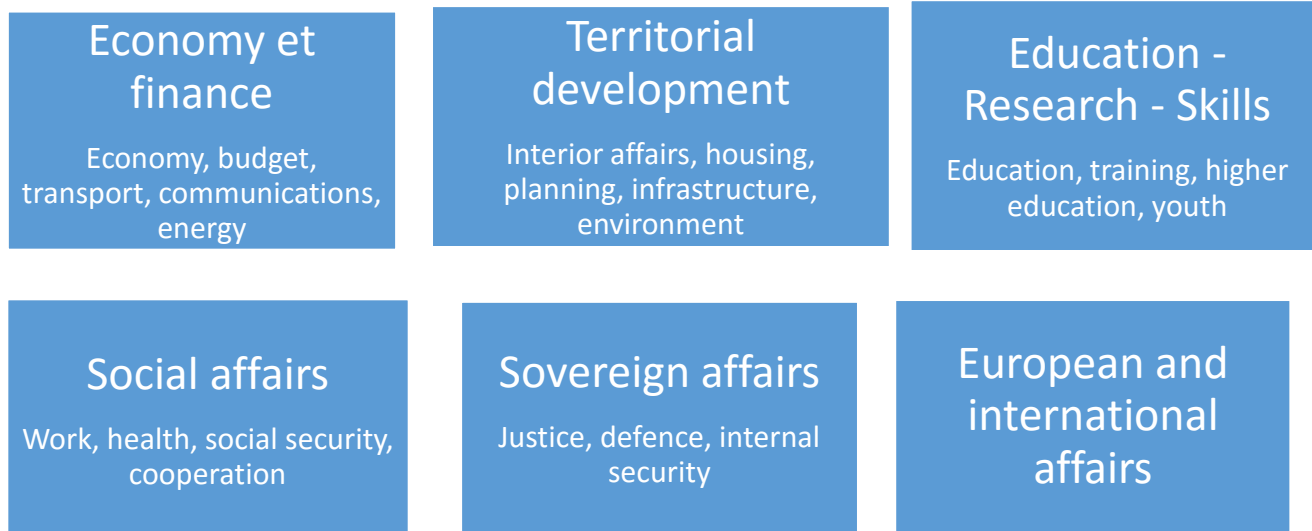 Economy et
finance
Economy, budget,
transport, communications,
energy
Territorial
development
Interior affairs, housing,
planning, infrastructure,
environment
Education -
Research - Skills
Education, training, higher
education, youth
Social affairs
Work, health, social security,
cooperation
Sovereign affairs
Justice, defence, internal
security
European and
international
affairs